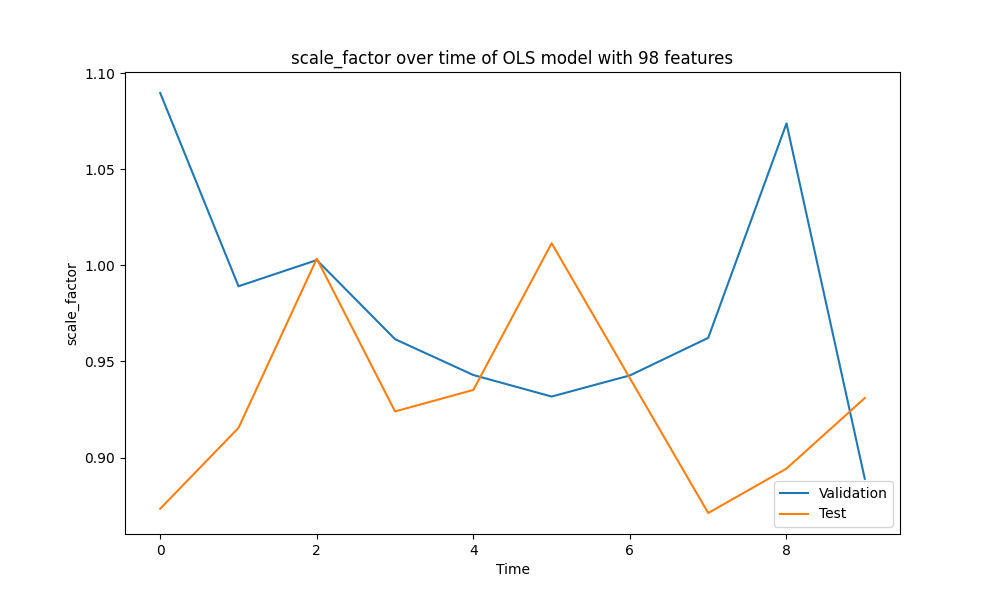 scale_factor over time of OLS model with 98 features
1.10
1.05
1.00
0.95
0.90
scale_factor
0 2 4 6 8
Time
Validation
Test